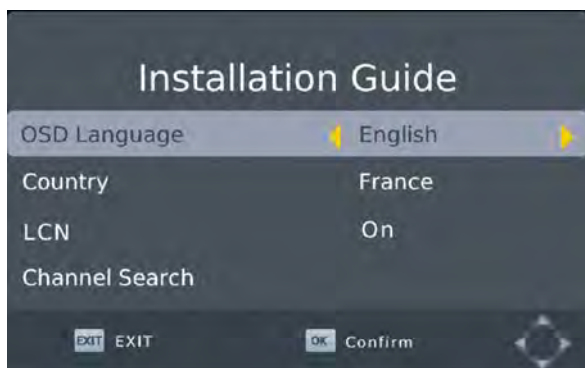 Installation Guide
OSD Language English
Country France
LCN On
Channel Search
EXIT EXIT OK Confirm